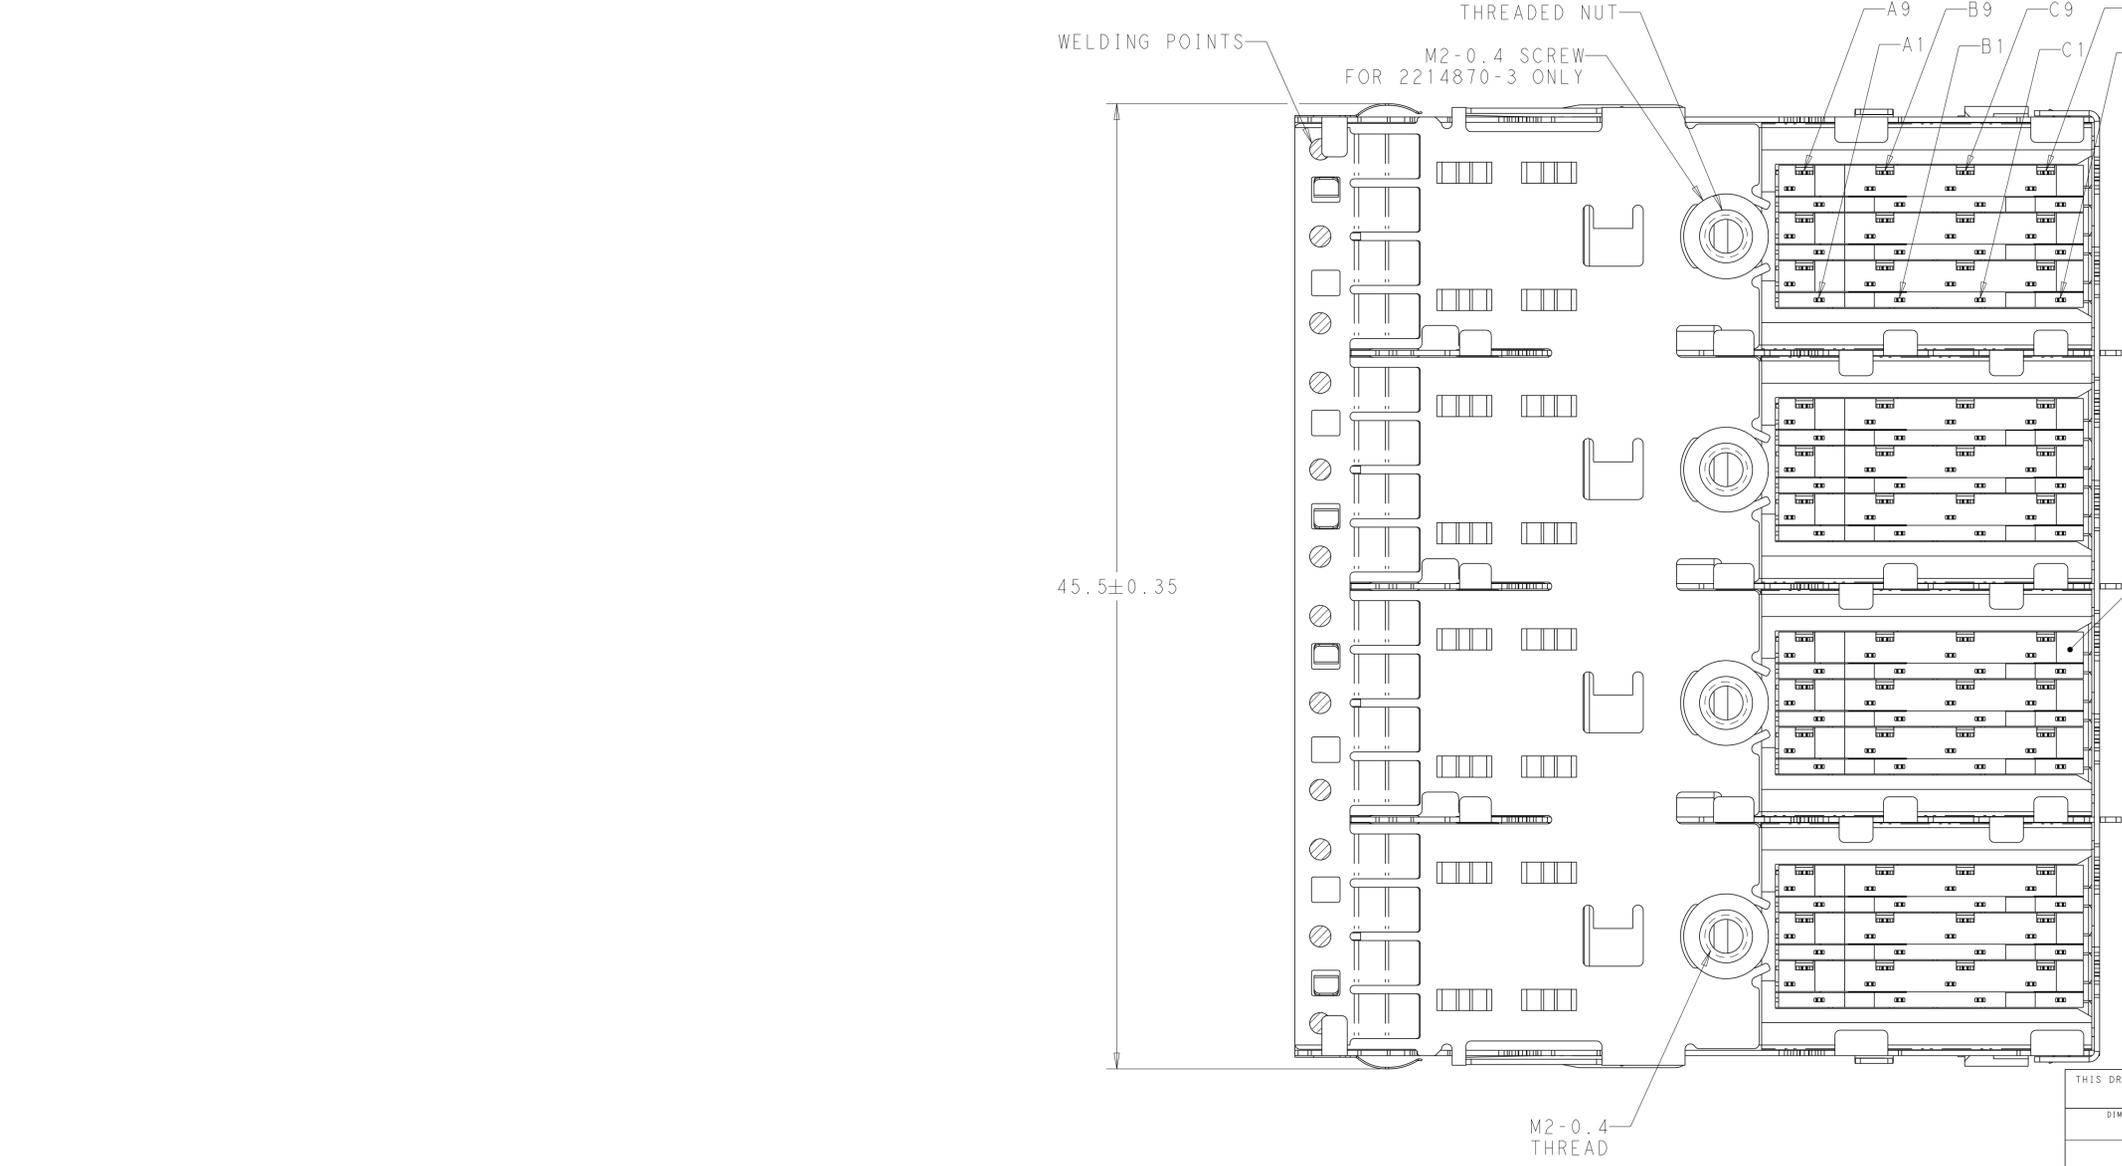 THREADED NUT
A9
B9
C9
WELDING POINTS
A1
B1
C1
M2-0.4 SCREW
FOR 2214870-3 ONLY
45.5±0.35
THIS DR
DIM
M2-0.4
THREAD